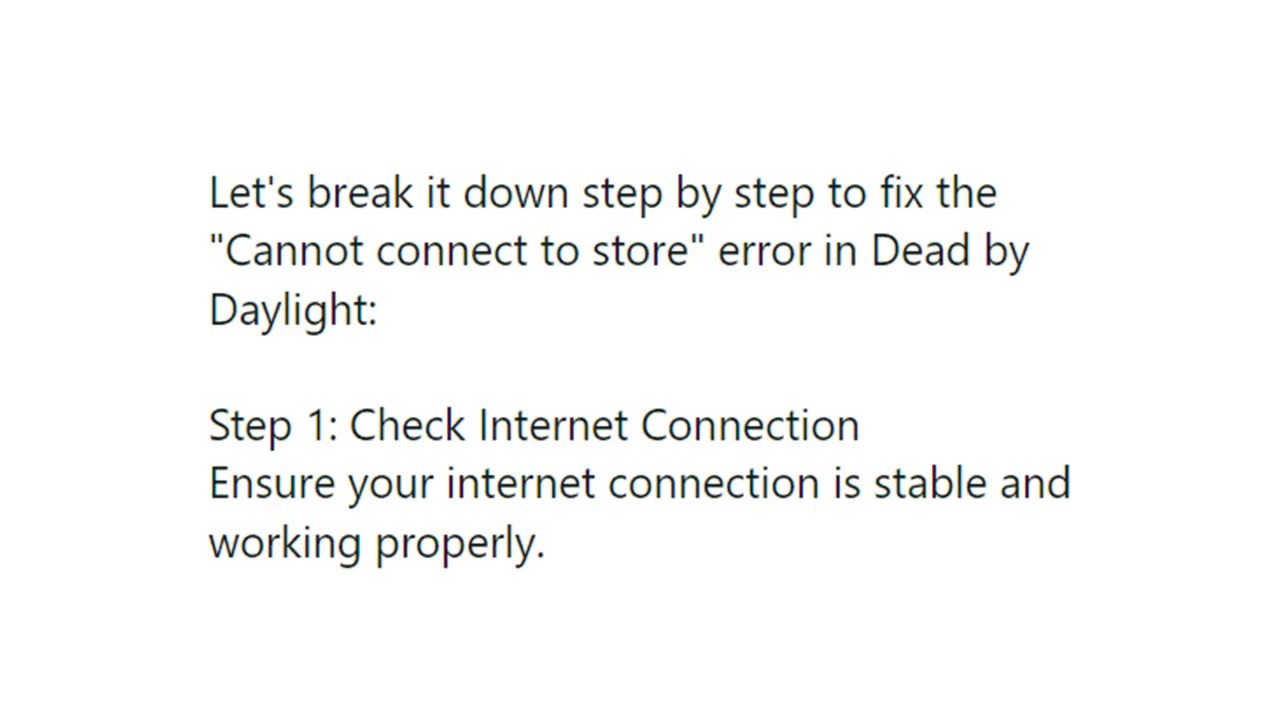 Let's break it down step by step to fix the
"Cannot connect to store" error in Dead by
Daylight:
Step 1: Check Internet Connection
Ensure your internet connection is stable and
working properly.